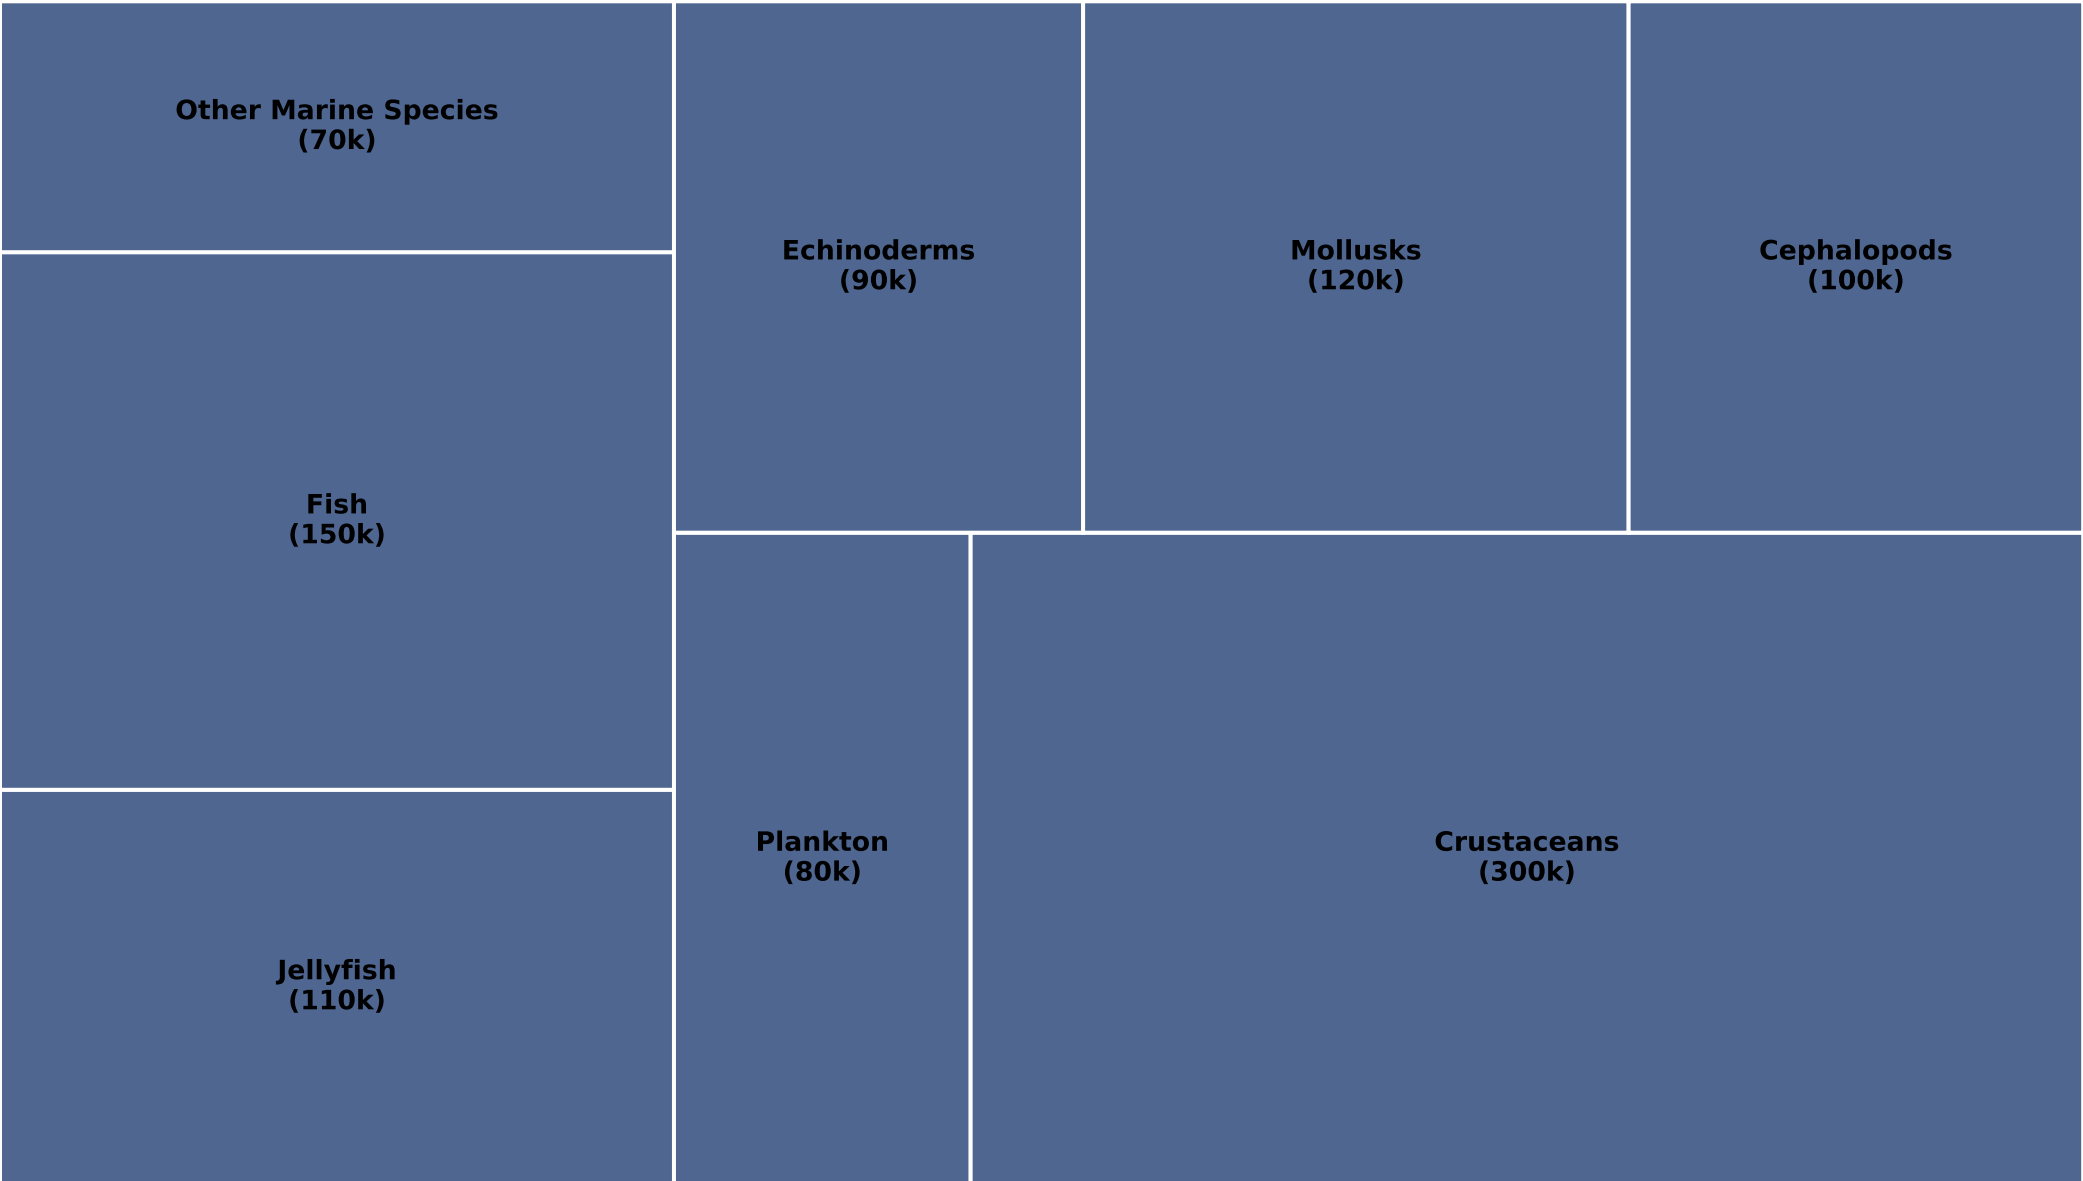 Other Marine Species
(70k)
Fish
(150k)
Jellyfish
(110k)
Echinoderms
(90k)
Mollusks
(120k)
Cephalopods
(100k)
Plankton
(80k)
Crustaceans
(300k)